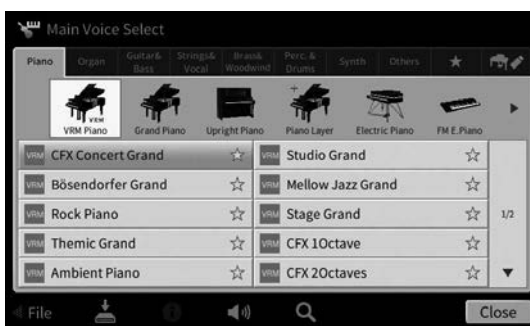 Main Voice Select
Piano
Organ
Guitar&
Bass
Strings&
Vocal
Brass&
Woodwind
Perc. &
Drums
Synth
Others
VRM
VRM Piano
Grand Piano
Upright Piano
Piano Layer
Electric Piano
FM E.Piano
VRM CFX Concert Grand
VRM Studio Grand
VRM Bösendorfer Grand
VRM Mellow Jazz Grand
VRM Rock Piano
VRM Stage Grand
1/2
VRM Themic Grand
VRM CFX 1Octave
VRM Ambient Piano
VRM CFX 2Octaves
File
Close